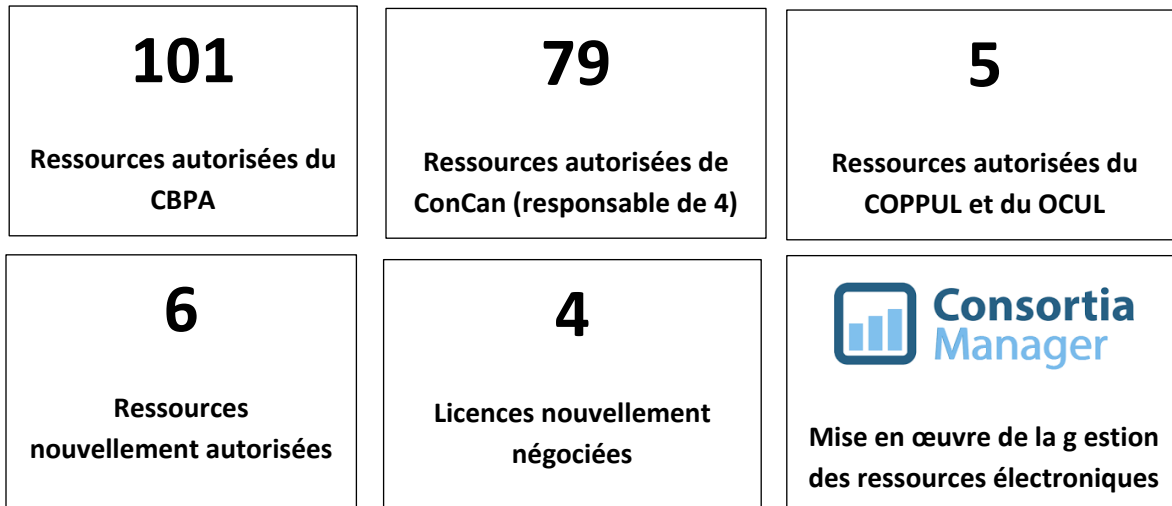 101
Ressources autorisées du
CBPA
79
Ressources autorisées de
ConCan (responsable de 4)
5
Ressources autorisées du
COPPUL et du OCUL
6
Ressources
nouvellement autorisées
4
Licences nouvellement
négociées
Consortia
Manager
Mise en œuvre de la g estion
des ressources électroniques